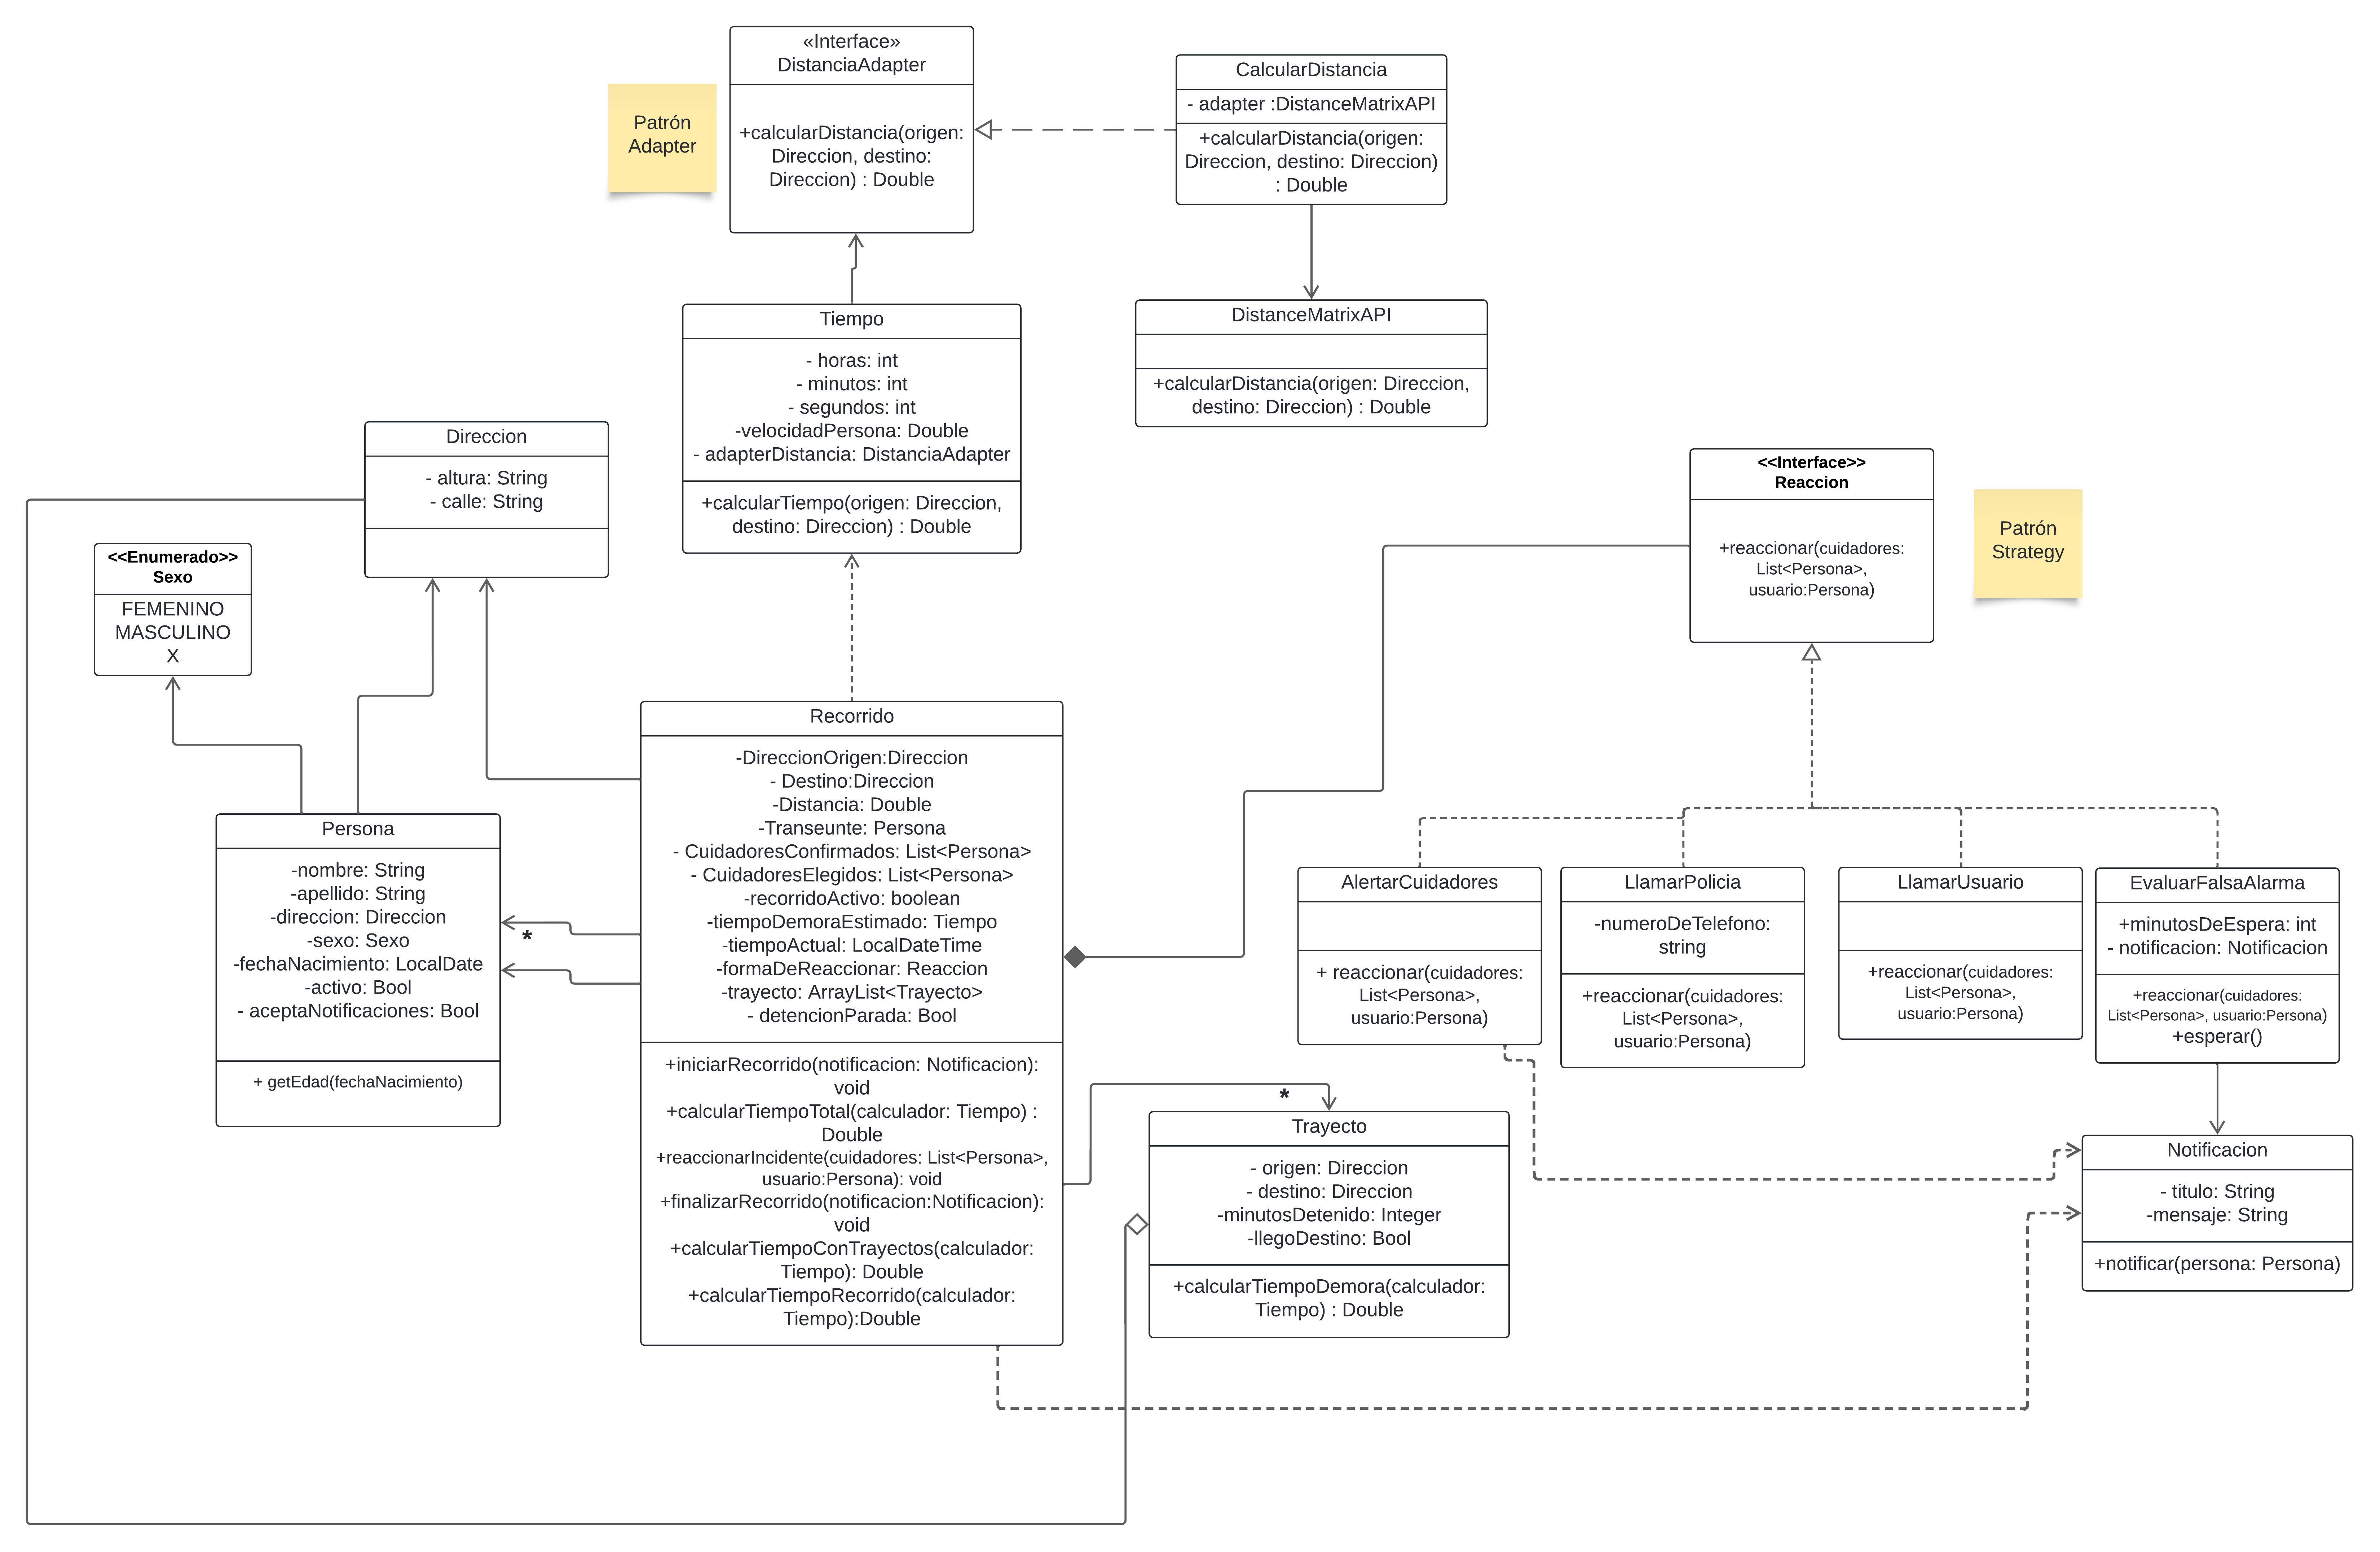 «Interface»
DistanciaAdapter
+calcularDistancia(origen:
Direccion, destino:
Direccion) : Double
Patrón
Adapter
CalcularDistancia
- adapter :DistanceMatrixAPI
+calcularDistancia(origen:
Direccion, destino: Direccion)
: Double
Tiempo
- horas: int
- minutos: int
- segundos: int
-velocidadPersona: Double
- adapterDistancia: DistanciaAdapter
+calcularTiempo(origen: Direccion,
destino: Direccion) : Double
DistanceMatrixAPI
+calcularDistancia(origen: Direccion,
destino: Direccion) : Double
Direccion
- altura: String
- calle: String
<<Enumerado>>
Sexo
FEMENINO
MASCULINO
X
<<Interface>>
Reaccion
+reaccionar(cuidadores:
List<Persona>,
usuario:Persona)
Patrón
Strategy
Persona
-nombre: String
-apellido: String
-direccion: Direccion
-sexo: Sexo
-fechaNacimiento: LocalDate
-activo: Bool
- aceptaNotificaciones: Bool
+ getEdad(fechaNacimiento)
*
Recorrido
-DireccionOrigen:Direccion
- Destino:Direccion
-Distancia: Double
-Transeunte: Persona
- CuidadoresConfirmados: List<Persona>
- CuidadoresElegidos: List<Persona>
-recorridoActivo: boolean
-tiempoDemoraEstimado: Tiempo
-tiempoActual: LocalDateTime
-formaDeReaccionar: Reaccion
-trayecto: ArrayList<Trayecto>
- detencionParada: Bool
+iniciarRecorrido(notificacion: Notificacion):
void
+calcularTiempoTotal(calculador: Tiempo) :
Double
+reaccionarIncidente(cuidadores: List<Persona>,
usuario:Persona): void
+finalizarRecorrido(notificacion:Notificacion):
void
+calcularTiempoConTrayectos(calculador:
Tiempo): Double
+calcularTiempoRecorrido(calculador:
Tiempo):Double
AlertarCuidadores
+ reaccionar(cuidadores:
List<Persona>,
usuario:Persona)
LlamarPolicia
-numeroDeTelefono:
string
+reaccionar(cuidadores:
List<Persona>,
usuario:Persona)
LlamarUsuario
+reaccionar(cuidadores:
List<Persona>,
usuario:Persona)
EvaluarFalsaAlarma
+minutosDeEspera: int
- notificacion: Notificacion
+reaccionar(cuidadores:
List<Persona>, usuario:Persona)
+esperar()
*
Trayecto
- origen: Direccion
- destino: Direccion
-minutosDetenido: Integer
-llegoDestino: Bool
+calcularTiempoDemora(calculador:
Tiempo) : Double
Notificacion
- titulo: String
-mensaje: String
+notificar(persona: Persona)